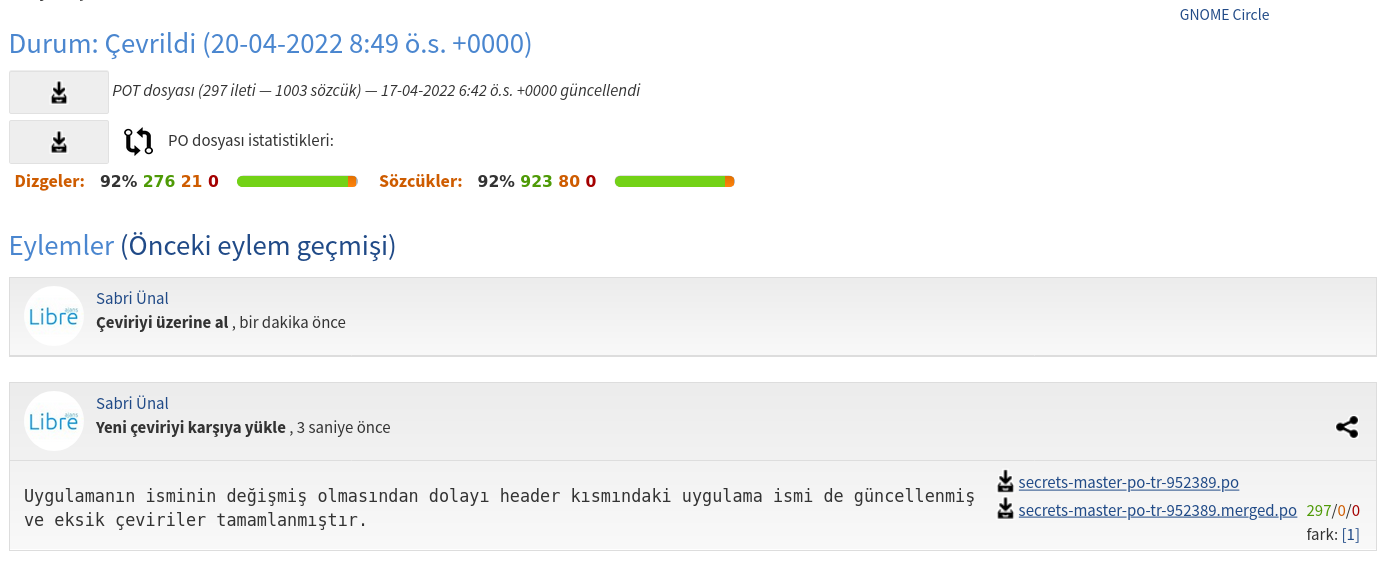 GNOME Circle
Durum: Çevrildi (20-04-2022 8:49 ö.s. +0000)
POT dosyası (297 ileti — 1003 sözcük) — 17-04-2022 6:42 ö.s. +0000 güncellendi
PO dosyası istatistikleri:
Dizgeler: 92% 276 21 0 Sözcükler: 92% 923 80 0
Eylemler (Önceki eylem geçmişi)
Libre
Sabri Ünal
Çeviriyi üzerine al , bir dakika önce
Libre
Sabri Ünal
Yeni çeviriyi karşıya yükle , 3 saniye önce
Uygulamanın isminin değişmiş olmasından dolayı header kısmındaki uygulama ismi de güncellenmiş
ve eksik çeviriler tamamlanmıştır.
secrets-master-po-tr-952389.po
secrets-master-po-tr-952389.merged.po 297/0/0
fark: [1]